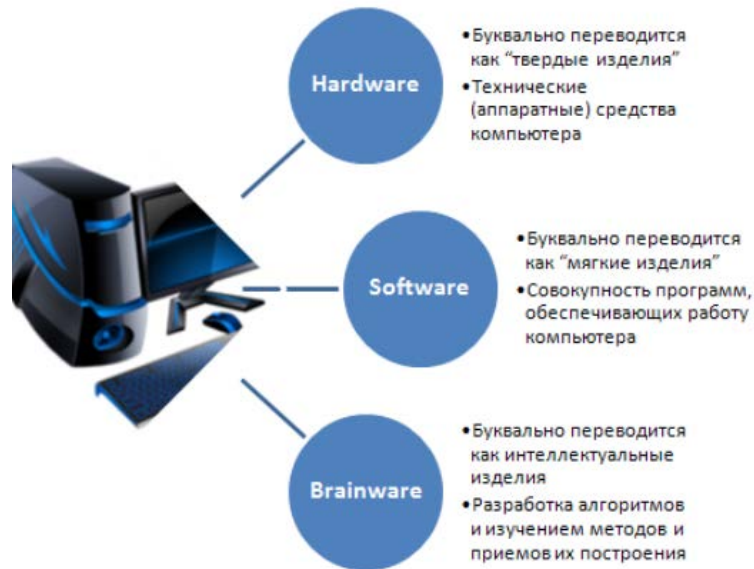 Hardware
•Буквально переводится
как “твердые изделия”
•Технические
(аппаратные) средства
компьютера
Software
•Буквально переводится
как “мягкие изделия”
•Совокупность программ,
обеспечивающих работу
компьютера
Brainware
•Буквально переводится
как интеллектуальные
изделия
•Разработка алгоритмов
и изучением методов и
приемов их построения